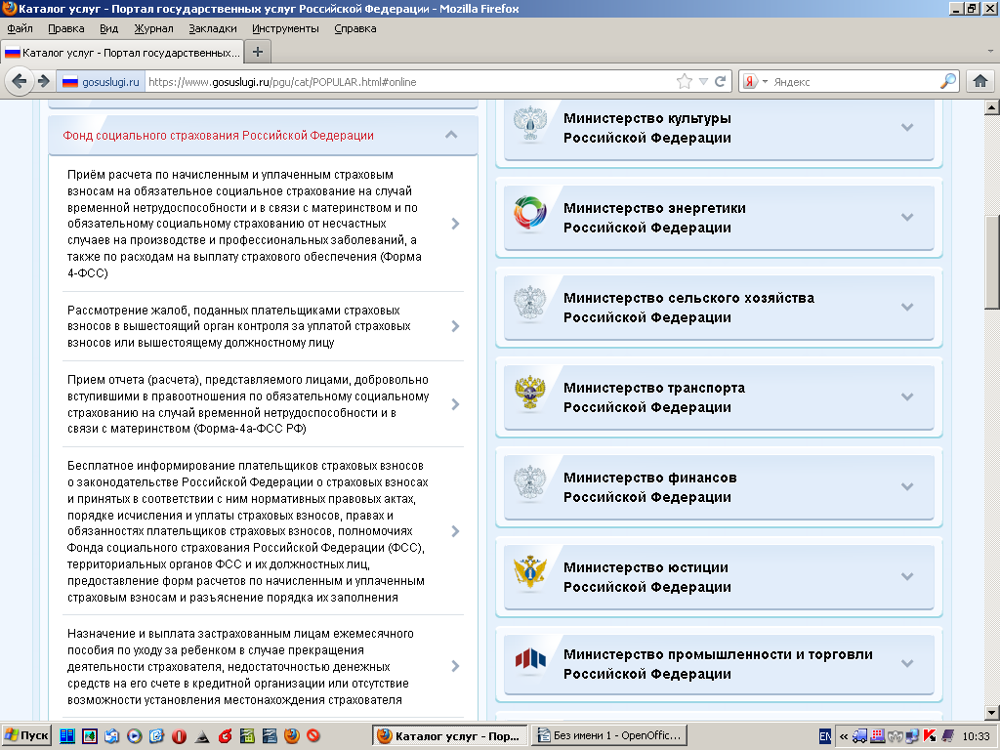 Каталог услуг - Портал государственных услуг Российской Федерации - Mozilla Firefox
Файл Правка Вид Журнал Закладки Инструменты Справка
Каталог услуг - Портал государственных...
gosuslugi.ru https://www.gosuslugi.ru/pgu/cat/POPULAR.html#online
Я Яндекс
Фонд социального страхования Российской Федерации
Приём расчета по начисленным и уплаченным страховым
взносам на обязательное социальное страхование на случай
временной нетрудоспособности и в связи с материнством и по
обязательному социальному страхованию от несчастных
случаев на производстве и профессиональных заболеваний, а
также по расходам на выплату страхового обеспечения (Форма
4-ФСС)
Рассмотрение жалоб, поданных плательщиками страховых
взносов в вышестоящий орган контроля за уплатой страховых
взносов или вышестоящему должностному лицу
Прием отчета (расчета), представляемого лицами, добровольно
вступившими в правоотношения по обязательному социальному
страхованию на случай временной нетрудоспособности и в
связи с материнством (Форма-4а-ФСС РФ)
Бесплатное информирование плательщиков страховых взносов
о законодательстве Российской Федерации о страховых взносах
и принятых в соответствии с ним нормативных правовых актах,
порядке исчисления и уплаты страховых взносов, правах и
обязанностях плательщиков страховых взносов, полномочиях
Фонда социального страхования Российской Федерации (ФСС),
территориальных органов ФСС и их должностных лиц,
предоставление форм расчетов по начисленным и уплаченным
страховым взносам и разъяснение порядка их заполнения
Назначение и выплата застрахованным лицам ежемесячного
пособия по уходу за ребенком в случае прекращения
деятельности страхователя, недостаточностью денежных
средств на его счете в кредитной организации или отсутствие
возможности установления местонахождения страхователя
Министерство культуры
Российской Федерации
Министерство энергетики
Российской Федерации
Министерство сельского хозяйства
Российской Федерации
Министерство транспорта
Российской Федерации
Министерство финансов
Российской Федерации
Министерство юстиции
Российской Федерации
Министерство промышленности и торговли
Российской Федерации
Пуск
Каталог услуг - Пор...
Без имени 1 - OpenOffic...
EN
10:33